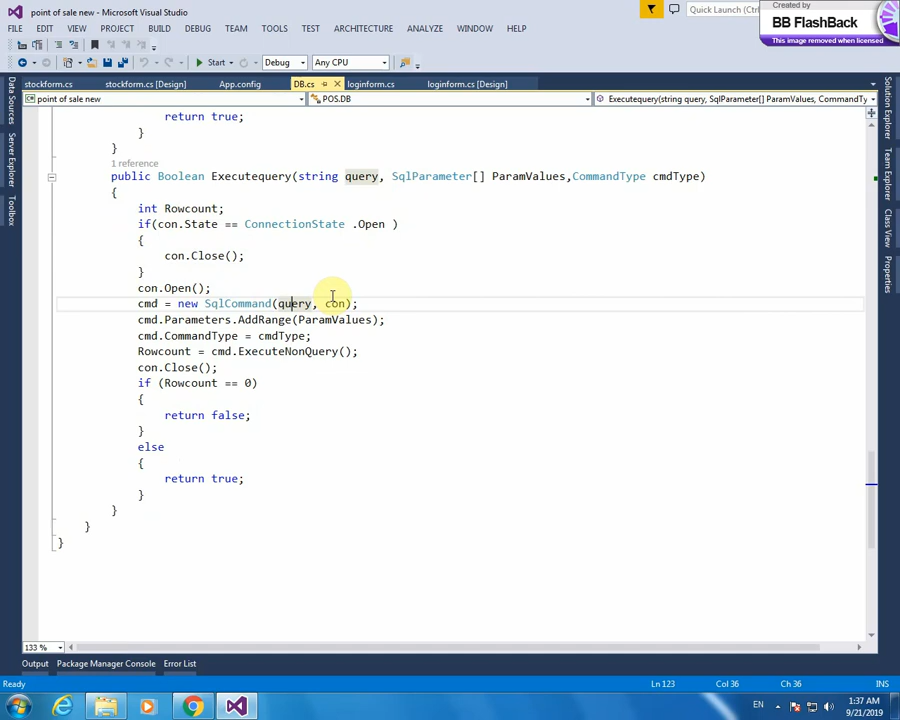 point of sale new - Microsoft Visual Studio
Quick Launch
Created by
BB FlashBack
This image removed when licensed
FILE EDIT VIEW PROJECT BUILD DEBUG TEAM TOOLS TEST ARCHITECTURE ANALYZE WINDOW HELP
Start Debug Any CPU
stockform.cs stockform.cs [Design] App.config DB.cs loginform.cs loginform.cs [Design]
point of sale new POS.DB Executequery(string query, SqlParameter[] ParamValues, CommandTy
Data Sources
Server Explorer
Toolbox
Solution Explorer
Team Explorer
Class View
Properties
return true;
}
}
1 reference
public Boolean Executequery(string query, SqlParameter[] ParamValues,CommandType cmdType)
{
int Rowcount;
if(con.State == ConnectionState .Open )
{
con.Close();
}
con.Open();
cmd = new SqlCommand(query, con);
cmd.Parameters.AddRange(ParamValues);
cmd.CommandType = cmdType;
Rowcount = cmd.ExecuteNonQuery();
con.Close();
if (Rowcount == 0)
{
return false;
}
else
{
return true;
}
}
}
}
133 %
Output Package Manager Console Error List
Ready Ln 123 Col 36 Ch 36 INS
EN 1:37 AM
9/21/2019